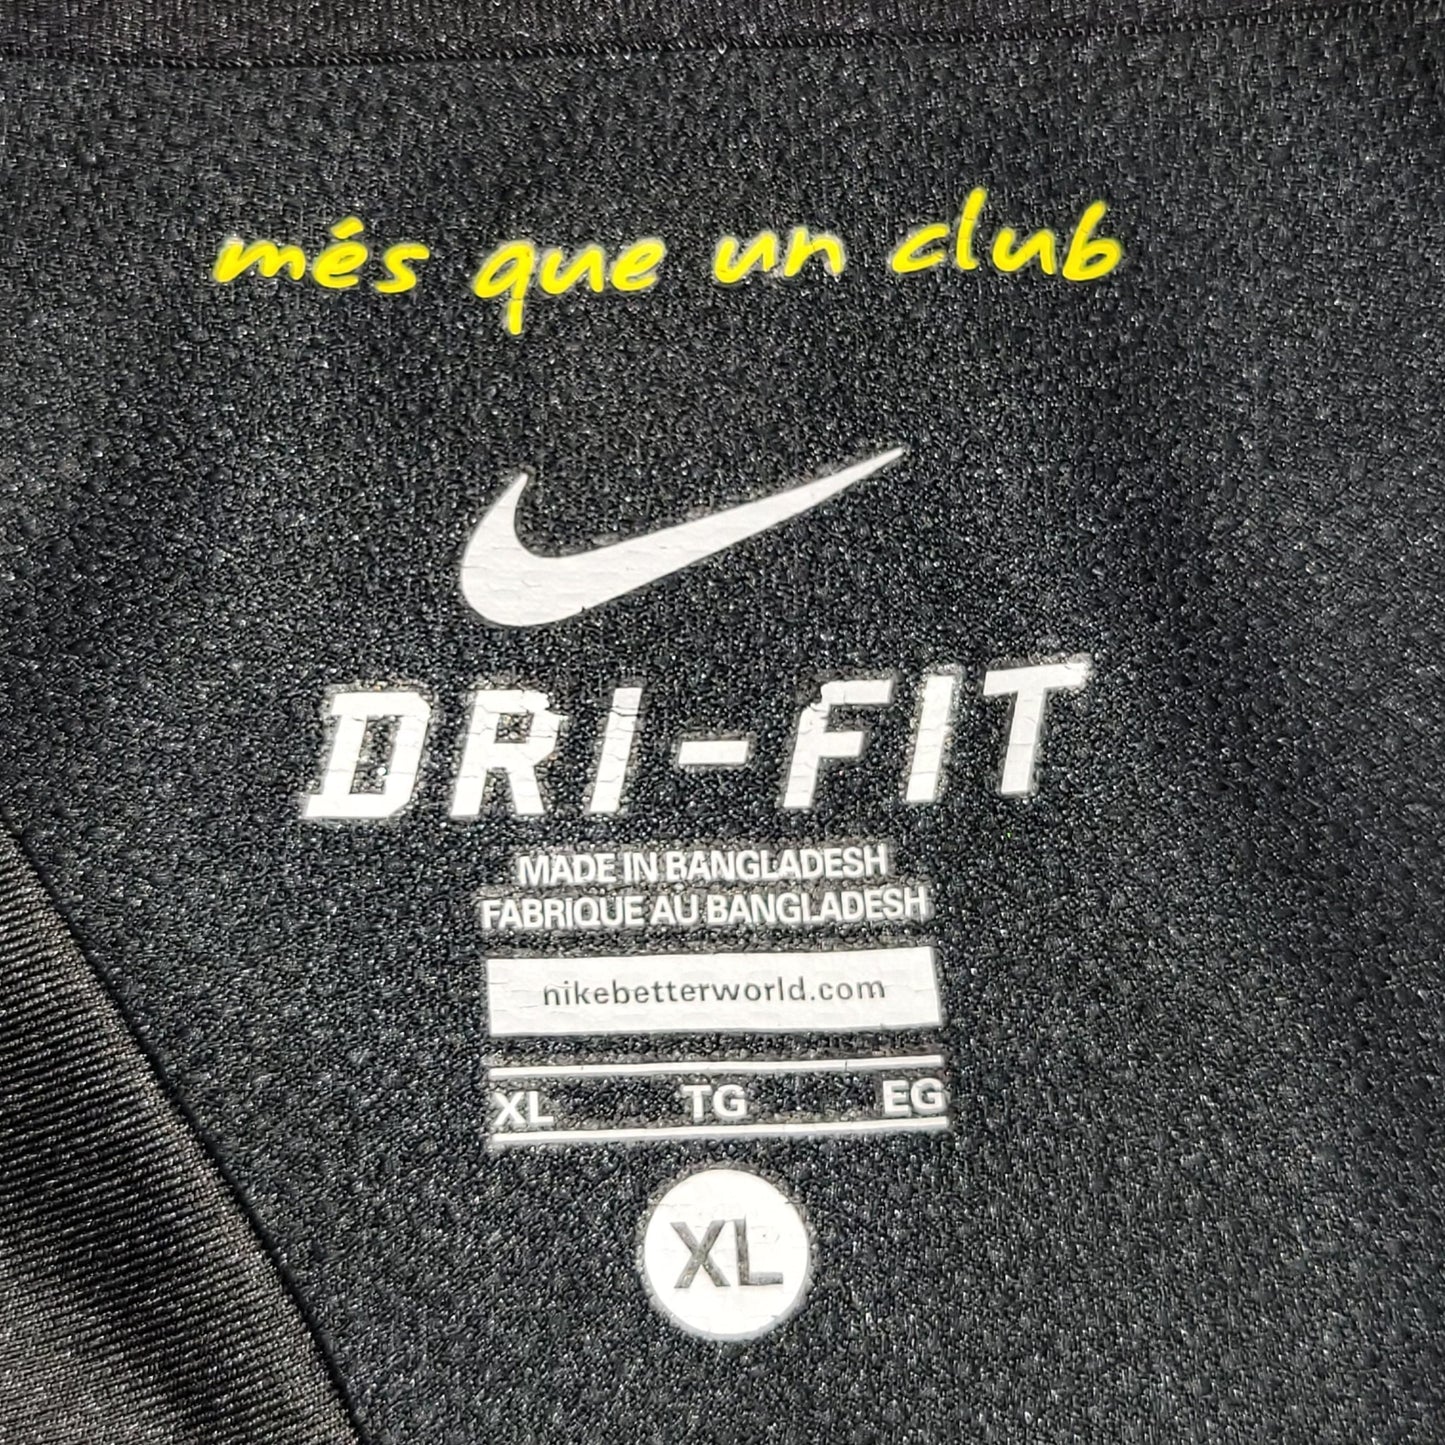 més que un club
DRI-FIT
MADE IN BANGLADESH
FABRIQUE AU BANGLADESH
nikebetterworld.com
XL TG EG
XL